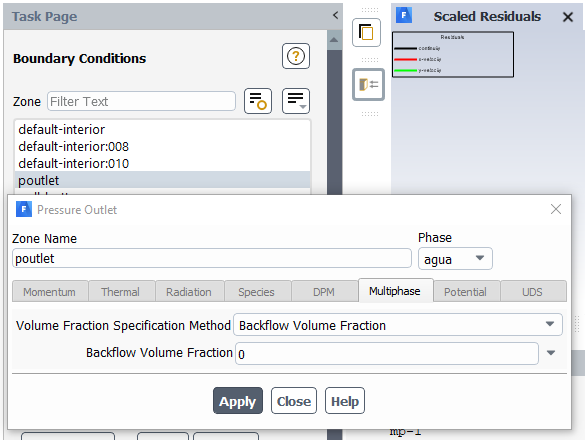 Task Page
Scaled Residuals
Boundary Conditions
Residuals
continuity
x-velocity
y-velocity
Zone
Filter Text
default-interior
default-interior:008
default-interior:010
poutlet
Pressure Outlet
Zone Name
Phase
poutlet
agua
Momentum
Thermal
Radiation
Species
DPM
Multiphase
Potential
UDS
Volume Fraction Specification Method
Backflow Volume Fraction
Backflow Volume Fraction
0
Apply
Close
Help
mp-1